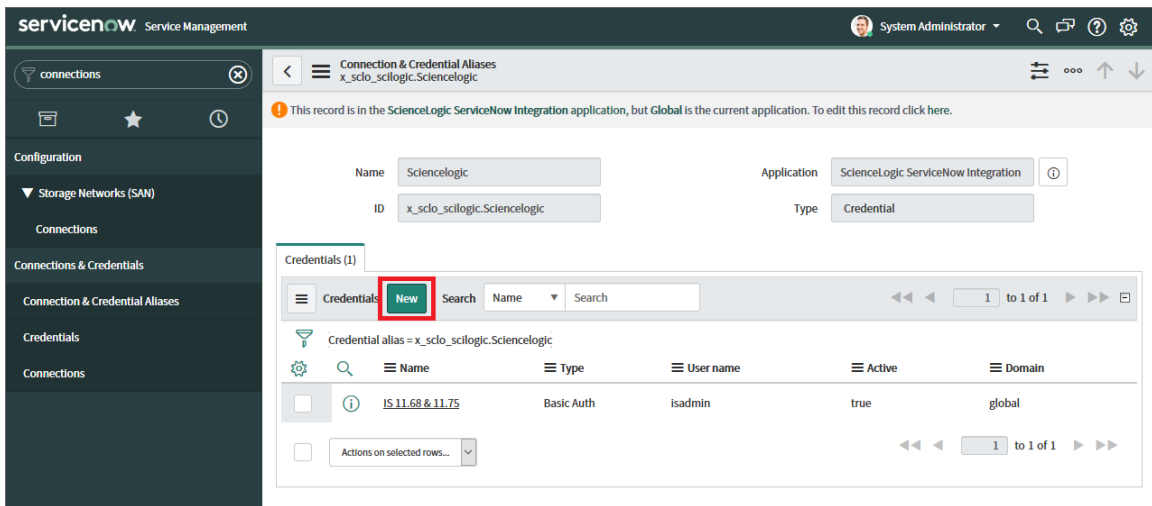 servicenow. Service Management
System Administrator
connections
Connection & Credential Aliases
x_sclo_scilogic.Sciencelogic
This record is in the ScienceLogic ServiceNow Integration application, but Global is the current application. To edit this record click here.
Configuration
Storage Networks (SAN)
Connections
Connections & Credentials
Connection & Credential Aliases
Credentials
Connections
Name Sciencelogic Application ScienceLogic ServiceNow Integration
ID x_sclo_scilogic.Sciencelogic Type Credential
Credentials (1)
Credentials New Search Name Search 1 to 1 of 1
Credential alias = x_sclo_scilogic.Sciencelogic
Name Type User name Active Domain
IS 11.68 & 11.75 Basic Auth isadmin true global
Actions on selected rows... 1 to 1 of 1